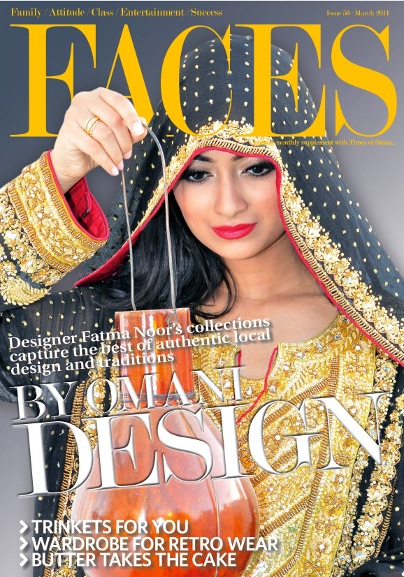 Family / Attitude / Class / Entertainment / Success
Issue 50 / March 2014
FACES
monthly supplement with Times of Oman
Designer Fatma Noor's collections
capture the best of authentic local
design and traditions
BY OMANI
DESIGN
TRINKETS FOR YOU
WARDROBE FOR RETRO WEAR
BUTTER TAKES THE CAKE